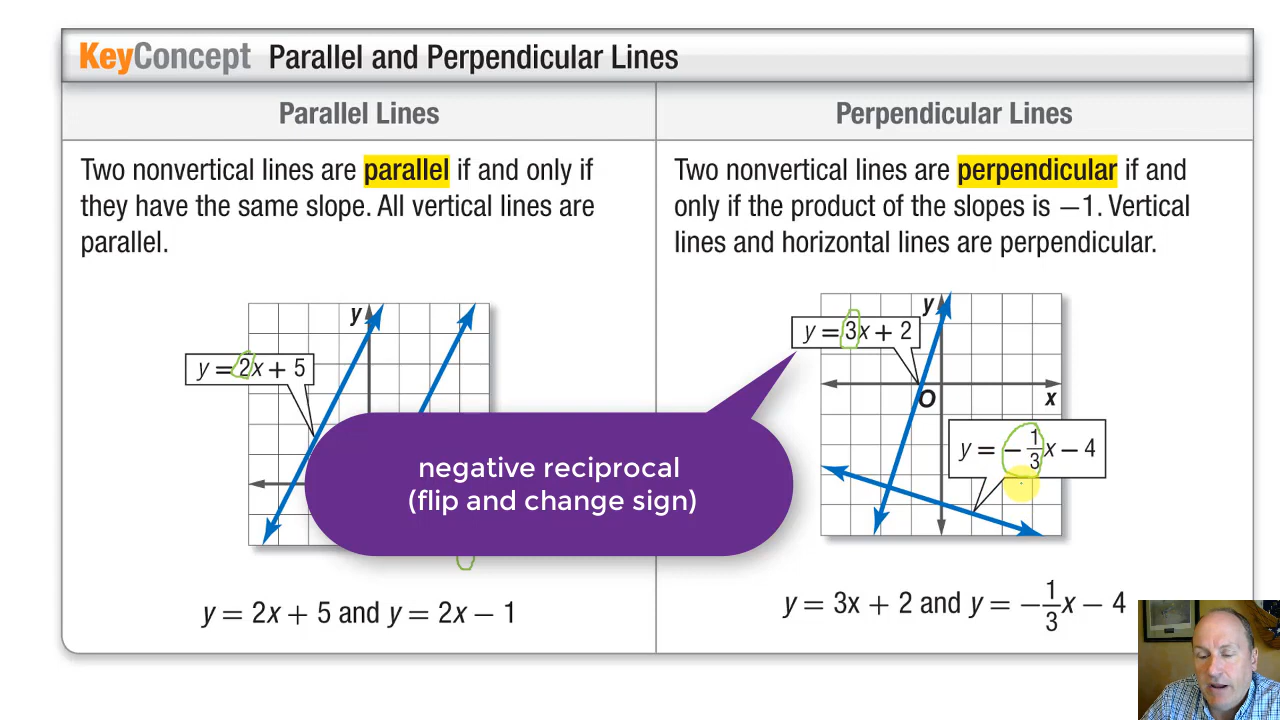 KeyConcept Parallel and Perpendicular Lines
Parallel Lines
Two nonvertical lines are parallel if and only if
they have the same slope. All vertical lines are
parallel.
y
y = 2x + 5
y = 2x + 5 and y = 2x − 1
Perpendicular Lines
Two nonvertical lines are perpendicular if and
only if the product of the slopes is −1. Vertical
lines and horizontal lines are perpendicular.
y
y = 3x + 2
O
x
y = −1/3x − 4
y = 3x + 2 and y = −1/3x − 4
negative reciprocal
(flip and change sign)